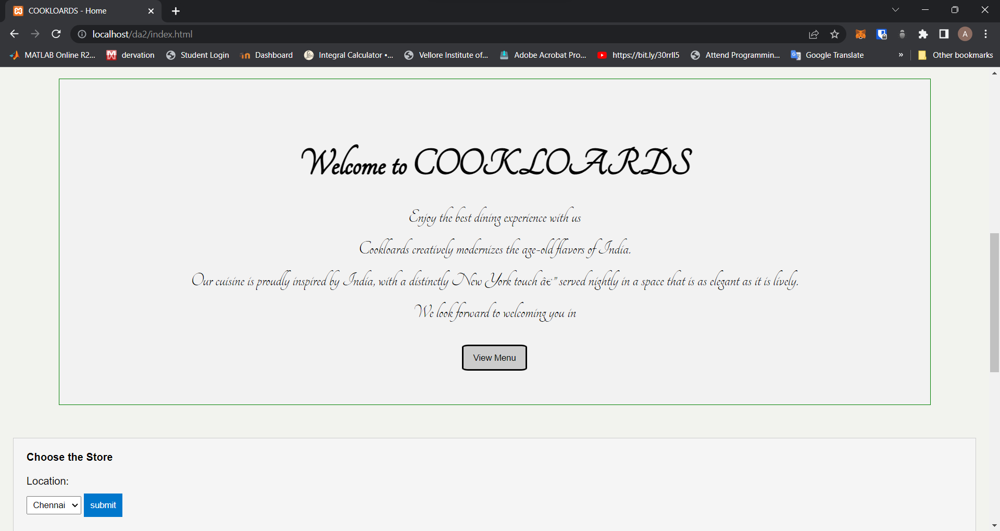 COOKLOARDS - Home
localhost/da2/index.html
A
MATLAB Online R2...
dervation
Student Login
Dashboard
Integral Calculator •...
Vellore Institute of...
Adobe Acrobat Pro...
https://bit.ly/30rrlI5
Attend Programmin...
Google Translate
»
Other bookmarks
Welcome to COOKLOARDS
Enjoy the best dining experience with us
Cookloards creatively modernizes the age-old flavors of India.
Our cuisine is proudly inspired by India, with a distinctly New York touch â€” served nightly in a space that is as elegant as it is lively.
We look forward to welcoming you in
View Menu
Choose the Store
Location:
Chennai
submit